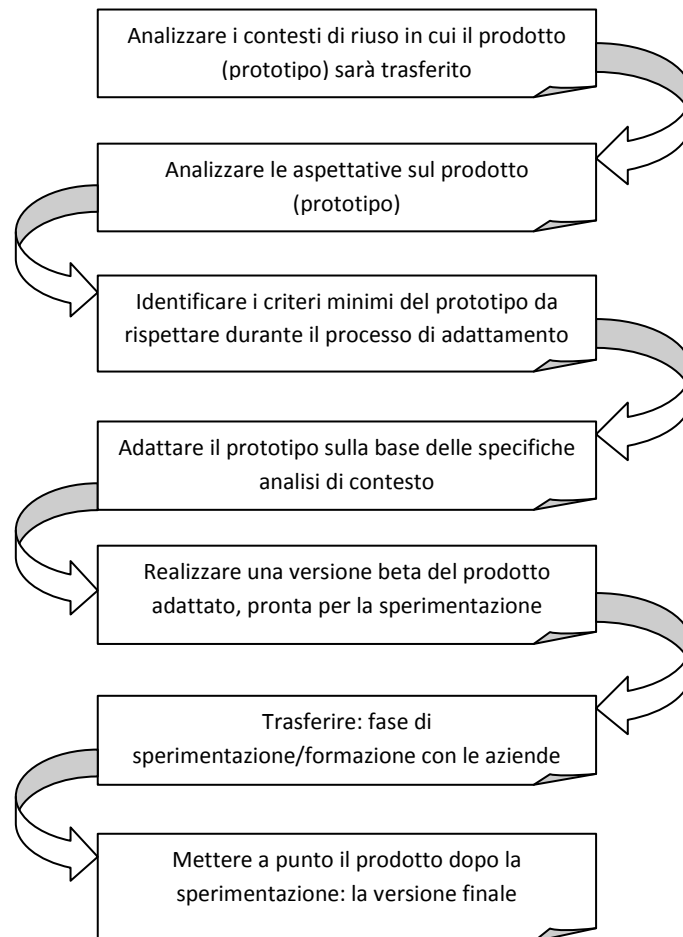 Analizzare i contesti di riuso in cui il prodotto
(prototipo) sarà trasferito
Analizzare le aspettative sul prodotto
(prototipo)
Identificare i criteri minimi del prototipo da
rispettare durante il processo di adattamento
Adattare il prototipo sulla base delle specifiche
analisi di contesto
Realizzare una versione beta del prodotto
adattato, pronta per la sperimentazione
Trasferire: fase di
sperimentazione/formazione con le aziende
Mettere a punto il prodotto dopo la
sperimentazione: la versione finale